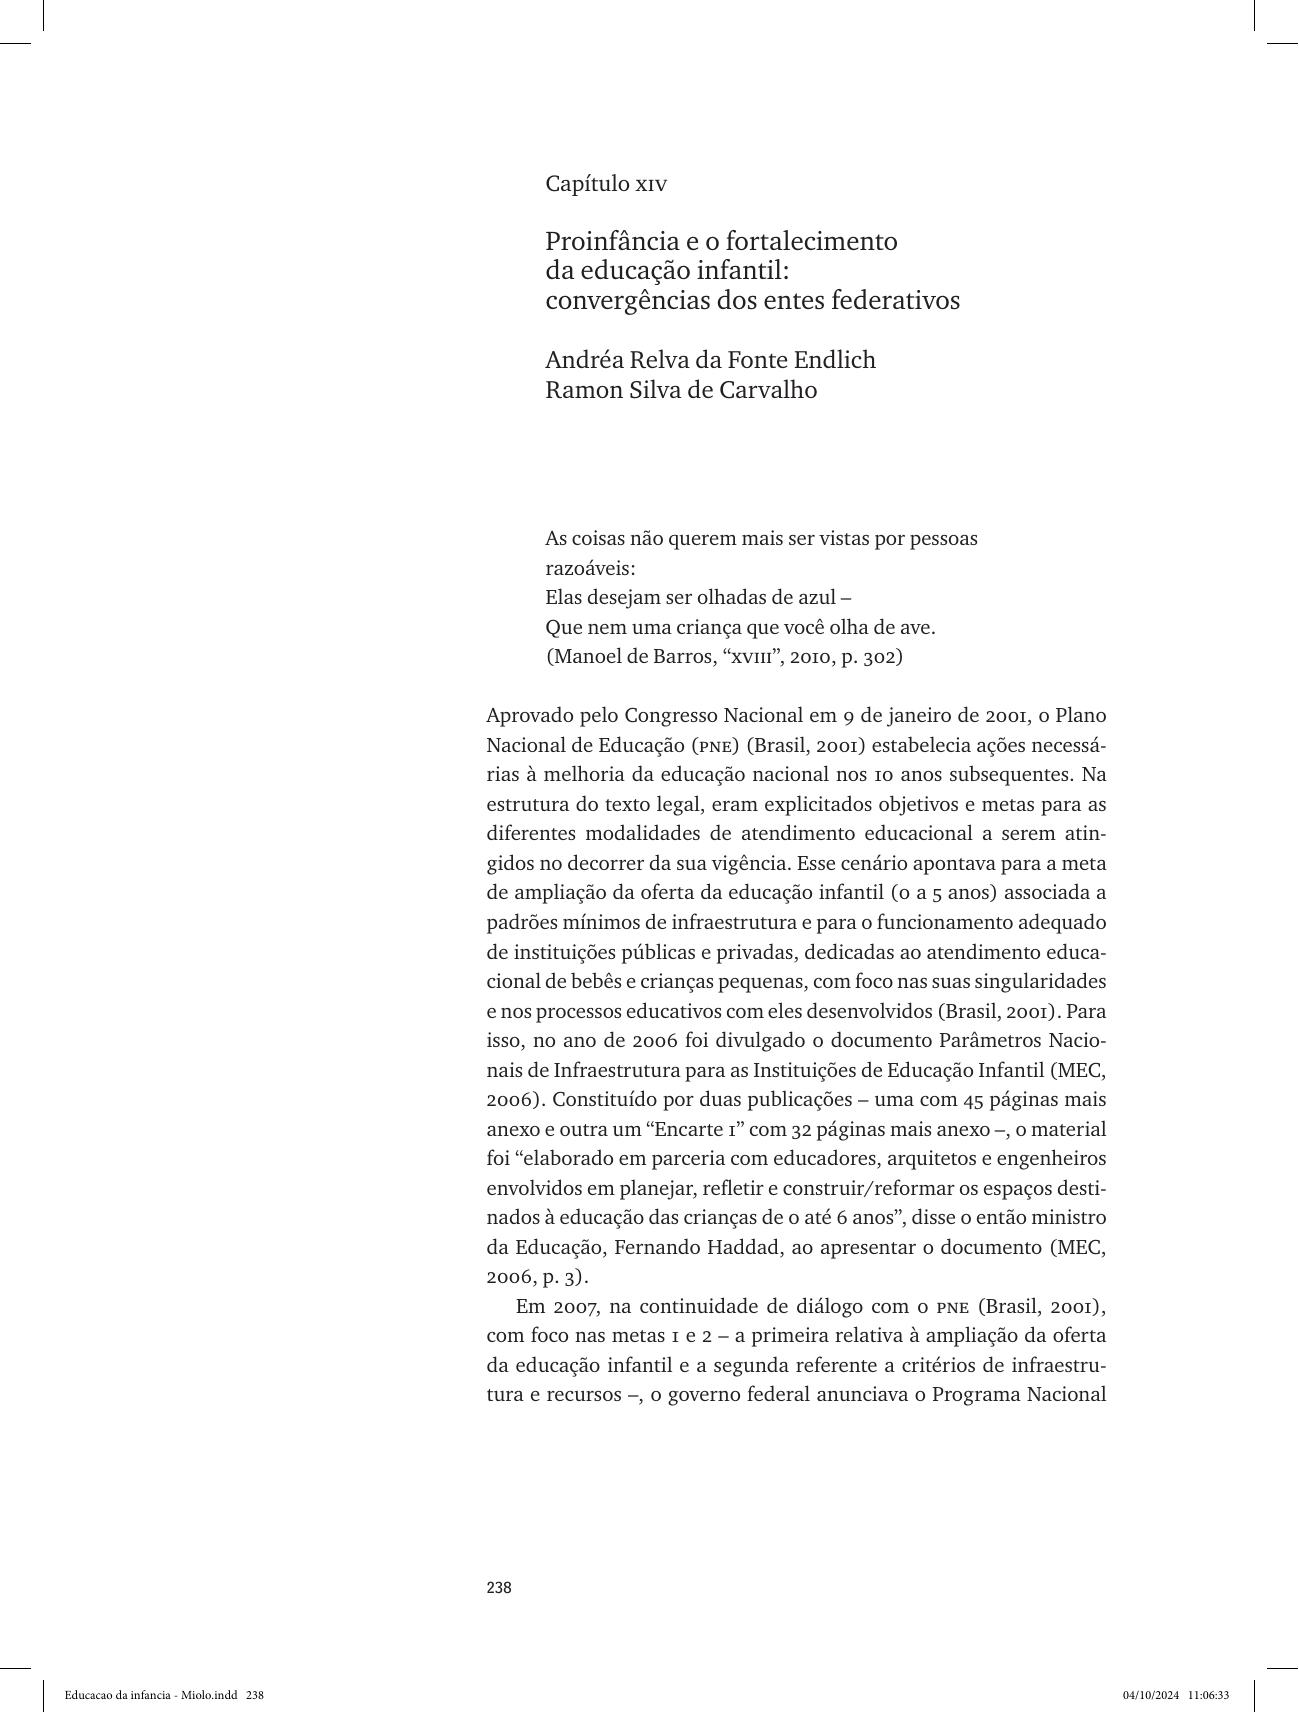 Capítulo XIV
Proinfância e o fortalecimento
da educação infantil:
convergências dos entes federativos
Andréa Relva da Fonte Endlich
Ramon Silva de Carvalho
As coisas não querem mais ser vistas por pessoas
razoáveis:
Elas desejam ser olhadas de azul –
Que nem uma criança que você olha de ave.
(Manoel de Barros, “XVIII”, 2010, p. 302)
Aprovado pelo Congresso Nacional em 9 de janeiro de 2001, o Plano
Nacional de Educação (PNE) (Brasil, 2001) estabelecia ações necessá-
rias à melhoria da educação nacional nos 10 anos subsequentes. Na
estrutura do texto legal, eram explicitados objetivos e metas para as
diferentes modalidades de atendimento educacional a serem atin-
gidos no decorrer da sua vigência. Esse cenário apontava para a meta
de ampliação da oferta da educação infantil (0 a 5 anos) associada a
padrões mínimos de infraestrutura e para o funcionamento adequado
de instituições públicas e privadas, dedicadas ao atendimento educa-
cional de bebês e crianças pequenas, com foco nas suas singularidades
e nos processos educativos com eles desenvolvidos (Brasil, 2001). Para
isso, no ano de 2006 foi divulgado o documento Parâmetros Nacio-
nais de Infraestrutura para as Instituições de Educação Infantil (MEC,
2006). Constituído por duas publicações – uma com 45 páginas mais
anexo e outra um “Encarte 1” com 32 páginas mais anexo –, o material
foi “elaborado em parceria com educadores, arquitetos e engenheiros
envolvidos em planejar, refletir e construir/reformar os espaços desti-
nados à educação das crianças de 0 até 6 anos”, disse o então ministro
da Educação, Fernando Haddad, ao apresentar o documento (MEC,
2006, p. 3).
Em 2007, na continuidade de diálogo com o PNE (Brasil, 2001),
com foco nas metas 1 e 2 – a primeira relativa à ampliação da oferta
da educação infantil e a segunda referente a critérios de infraestru-
tura e recursos –, o governo federal anunciava o Programa Nacional
238
Educacao da infancia - Miolo.indd 238
04/10/2024 11:06:33